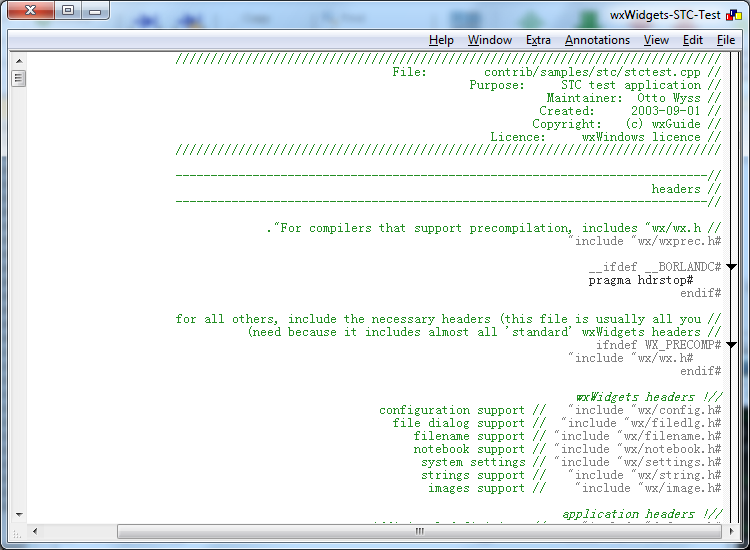 wxWidgets-STC-Test
Help Window Extra Annotations View Edit File
//////////////////////////////////////////////////////////////////////////////
File: contrib/samples/stc/stctest.cpp //
Purpose: STC test application //
Maintainer: Otto Wyss //
Created: 2003-09-01 //
Copyright: (c) wxGuide //
Licence: wxWindows licence //
//////////////////////////////////////////////////////////////////////////////
----------------------------------------------------------------------------//
headers //
----------------------------------------------------------------------------//
."For compilers that support precompilation, includes "wx/wx.h //
"include "wx/wxprec.h#
__ifdef __BORLANDC#
pragma hdrstop#
endif#
for all others, include the necessary headers (this file is usually all you //
(need because it includes almost all 'standard' wxWidgets headers //
ifndef WX_PRECOMP#
"include "wx/wx.h#
endif#
wxWidgets headers !//
configuration support // "include "wx/config.h#
file dialog support // "include "wx/filedlg.h#
filename support // "include "wx/filename.h#
notebook support // "include "wx/notebook.h#
system settings // "include "wx/settings.h#
strings support // "include "wx/string.h#
images support // "include "wx/image.h#
application headers !//